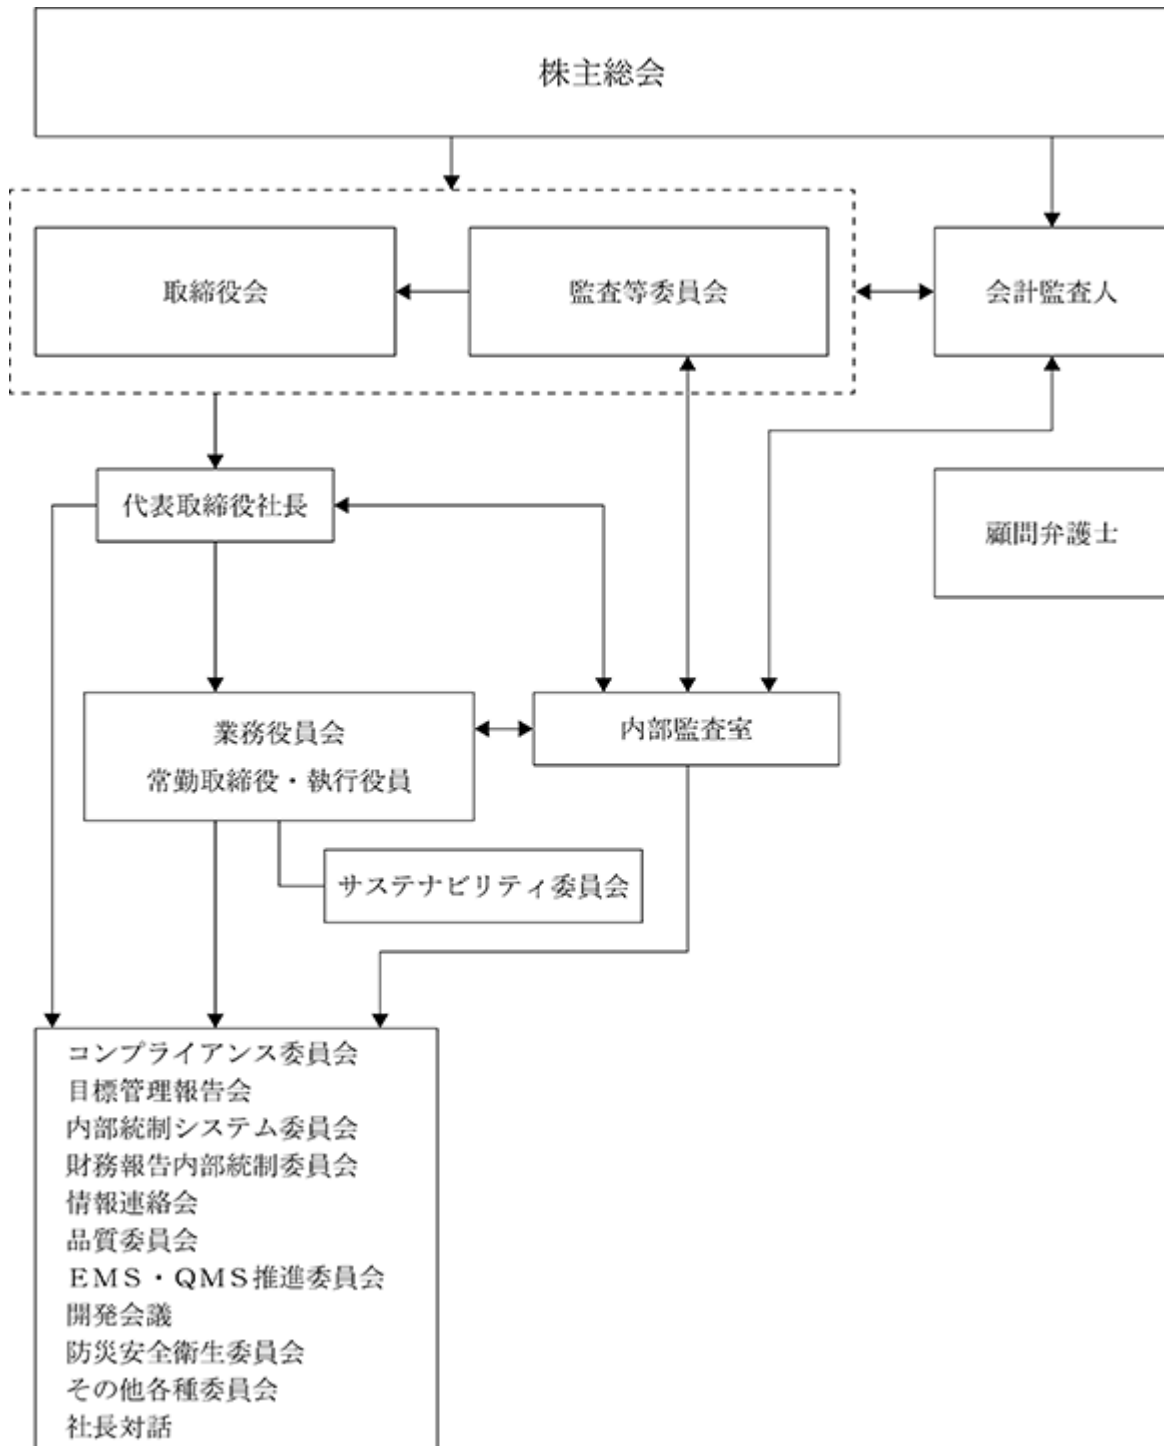 株主総会
取締役会
監査等委員会
会計監査人
代表取締役社長
顧問弁護士
業務役員会
常勤取締役・執行役員
内部監査室
サステナビリティ委員会
コンプライアンス委員会
目標管理報告会
内部統制システム委員会
財務報告内部統制委員会
情報連絡会
品質委員会
ＥＭＳ・ＱＭＳ推進委員会
開発会議
防災安全衛生委員会
その他各種委員会
社長対話